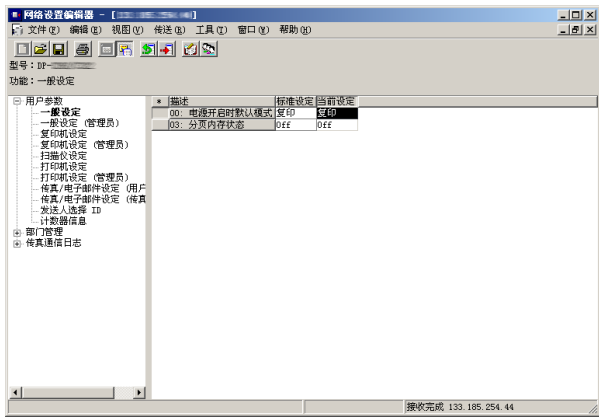 网络设置编辑器 - [
文件(F) 编辑(E) 视图(V) 传送(R) 工具(T) 窗口(W) 帮助(H)
型号：DP-
功能：一般设定
用户参数
一般设定
一般设定 (管理员)
复印机设定
复印机设定 (管理员)
扫描仪设定
打印机设定
打印机设定 (管理员)
传真/电子邮件设定 (用户
传真/电子邮件设定 (传真
发送人选择 ID
计数器信息
部门管理
传真通信日志
* 描述 标准设定 当前设定
00: 电源开启时默认模式 复印 复印
03: 分页内存状态 Off Off
接收完成 133.185.254.44